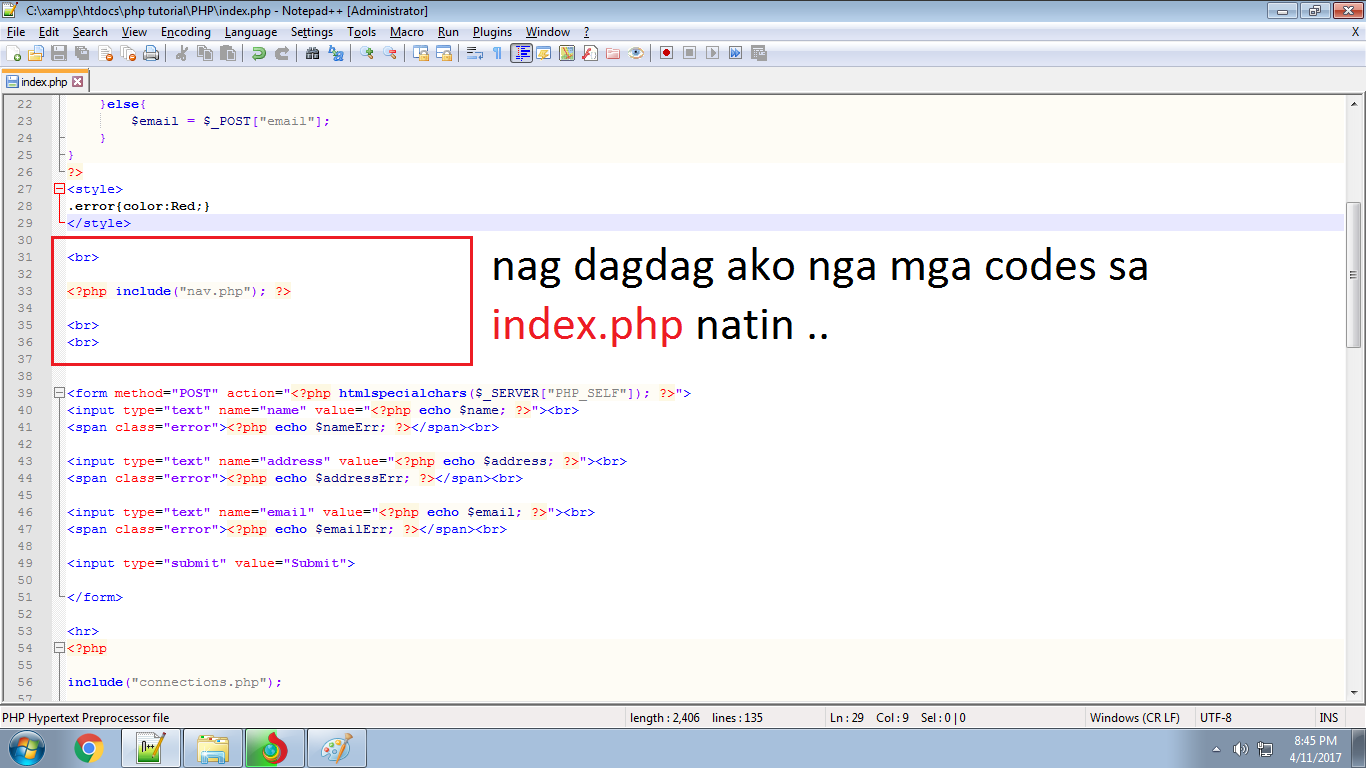 C:\xampp\htdocs\php tutorial\PHP\index.php - Notepad++ [Administrator]
File Edit Search View Encoding Language Settings Tools Macro Run Plugins Window ? X
index.php
22 }else{
23 $email = $_POST["email"];
24 }
25 }
26 ?>
27 <style>
28 .error{color:Red;}
29 </style>
30
31 <br>
32
33 <?php include("nav.php"); ?>
34
35 <br>
36 <br>
37
nag dagdag ako nga mga codes sa
index.php natin ..
38
39 <form method="POST" action="<?php htmlspecialchars($_SERVER["PHP_SELF"]); ?>">
40 <input type="text" name="name" value="<?php echo $name; ?>"><br>
41 <span class="error"><?php echo $nameErr; ?></span><br>
42
43 <input type="text" name="address" value="<?php echo $address; ?>"><br>
44 <span class="error"><?php echo $addressErr; ?></span><br>
45
46 <input type="text" name="email" value="<?php echo $email; ?>"><br>
47 <span class="error"><?php echo $emailErr; ?></span><br>
48
49 <input type="submit" value="Submit">
50
51 </form>
52
53 <hr>
54 <?php
55
56 include("connections.php");
57
PHP Hypertext Preprocessor file length : 2,406 lines : 135 Ln : 29 Col : 9 Sel : 0 | 0 Windows (CR LF) UTF-8 INS
8:45 PM
4/11/2017